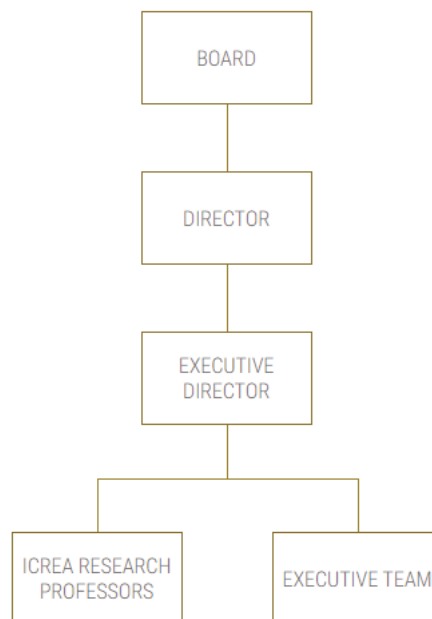 BOARD
DIRECTOR
EXECUTIVE
DIRECTOR
ICREA RESEARCH
PROFESSORS
EXECUTIVE TEAM